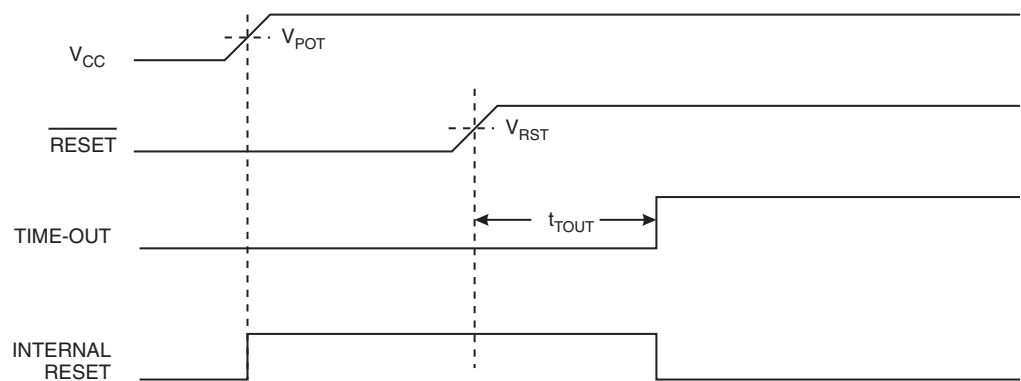 V_CC
V_POT
RESET
V_RST
TIME-OUT
t_TOUT
INTERNAL
RESET